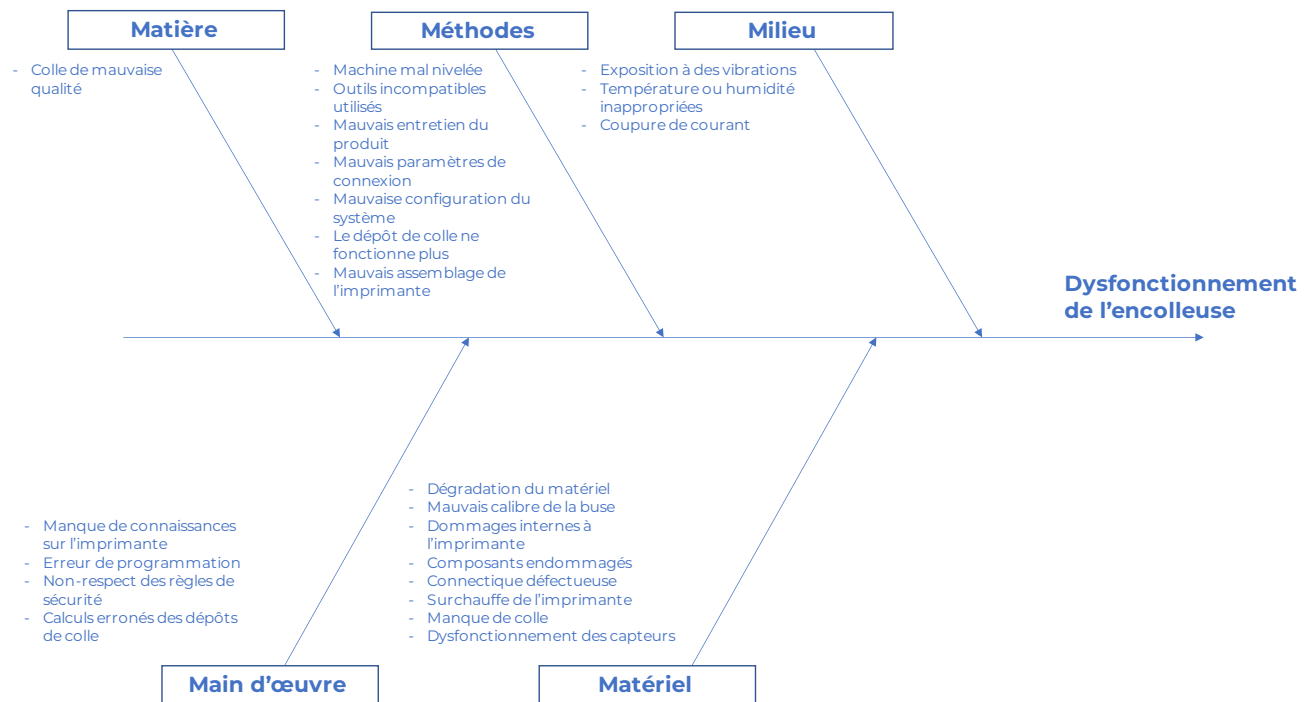 Matière
Méthodes
Milieu
- Colle de mauvaise
qualité
- Machine mal nivelée
- Outils incompatibles
utilisés
- Mauvais entretien du
produit
- Mauvais paramètres de
connexion
- Mauvaise configuration du
système
- Le dépôt de colle ne
fonctionne plus
- Mauvais assemblage de
l’imprimante
- Exposition à des vibrations
- Température ou humidité
inappropriées
- Coupure de courant
Dysfonctionnement
de l’encolleuse
- Manque de connaissances
sur l’imprimante
- Erreur de programmation
- Non-respect des règles de
sécurité
- Calculs erronés des dépôts
de colle
- Dégradation du matériel
- Mauvais calibre de la buse
- Dommages internes à
l’imprimante
- Composants endommagés
- Connectique défectueuse
- Surchauffe de l’imprimante
- Manque de colle
- Dysfonctionnement des capteurs
Main d’œuvre
Matériel